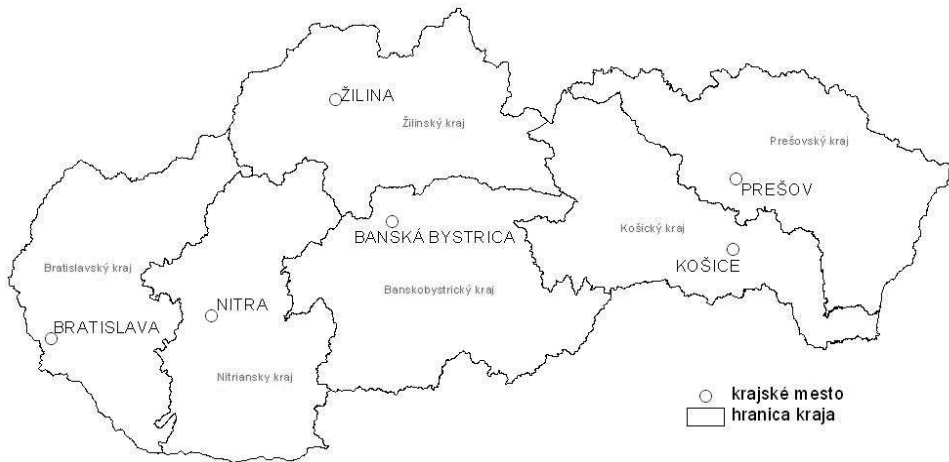 ŽILINA
Žilinský kraj
Prešovský kraj
PREŠOV
BANSKÁ BYSTRICA
Košický kraj
KOŠICE
Bratislavský kraj
Banskobystrický kraj
NITRA
BRATISLAVA
Nitriansky kraj
krajské mesto
hranica kraja